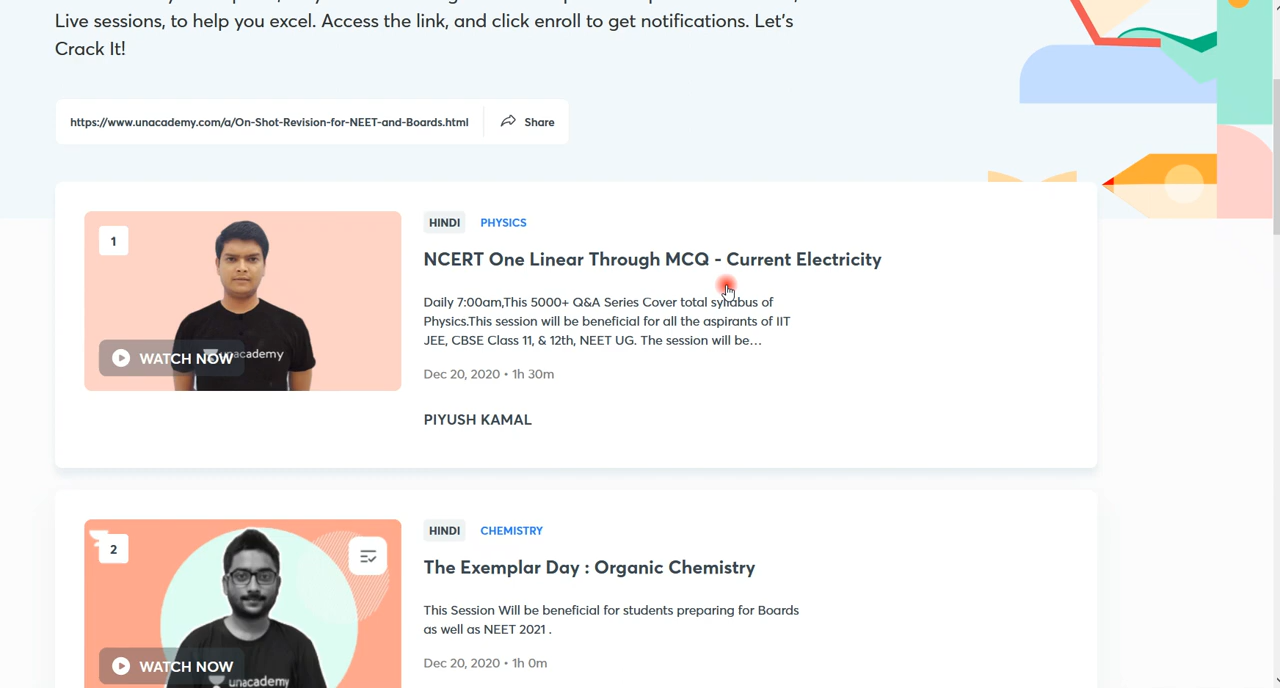 Live sessions, to help you excel. Access the link, and click enroll to get notifications. Let's
Crack It!
https://www.unacademy.com/a/On-Shot-Revision-for-NEET-and-Boards.html
Share
1
unacademy
WATCH NOW
HINDI PHYSICS
NCERT One Linear Through MCQ - Current Electricity
Daily 7:00am,This 5000+ Q&A Series Cover total syllabus of
Physics.This session will be beneficial for all the aspirants of IIT
JEE, CBSE Class 11, & 12th, NEET UG. The session will be...
Dec 20, 2020 • 1h 30m
PIYUSH KAMAL
2
WATCH NOW
unacademy
HINDI CHEMISTRY
The Exemplar Day : Organic Chemistry
This Session Will be beneficial for students preparing for Boards
as well as NEET 2021 .
Dec 20, 2020 • 1h 0m